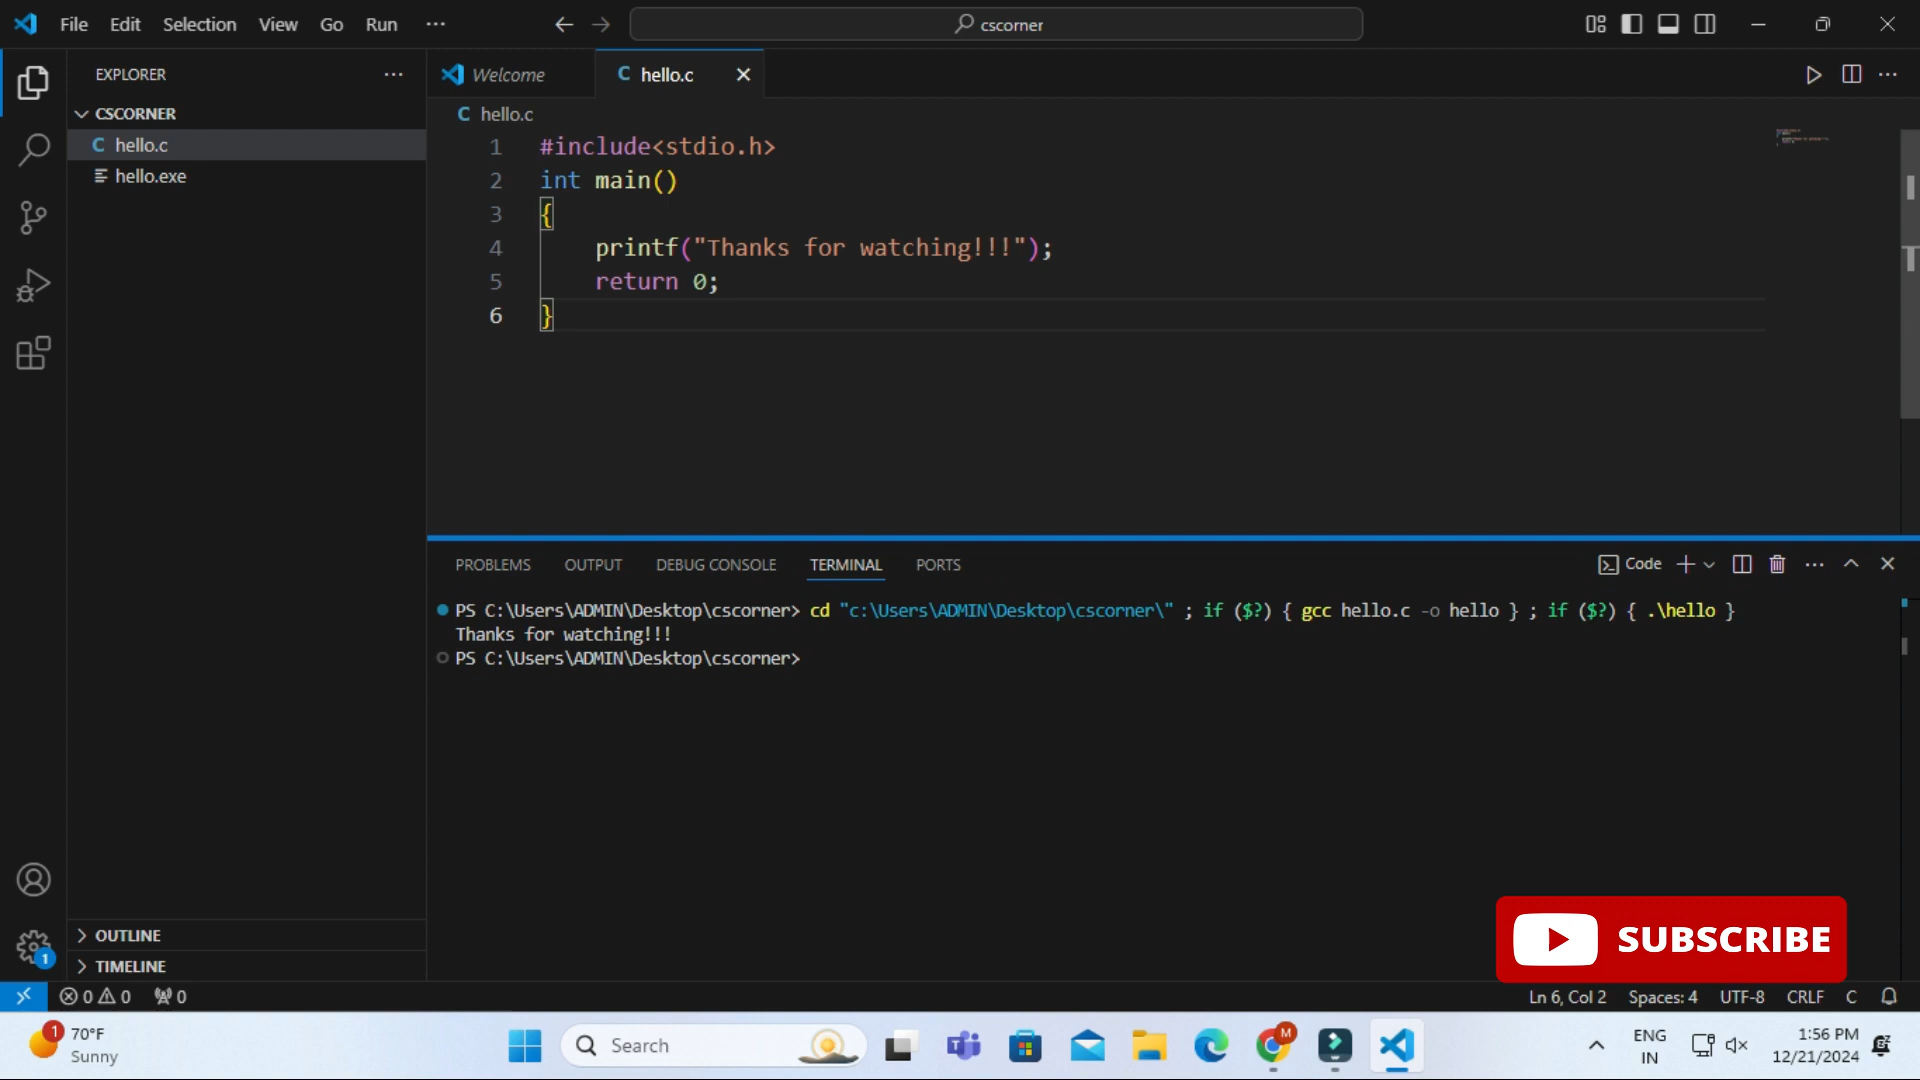 File Edit Selection View Go Run ···
cscorner
EXPLORER ···
Welcome
C hello.c
CSCORNER
C hello.c
hello.exe
C hello.c
1 #include<stdio.h>
2 int main()
3 {
4     printf("Thanks for watching!!!");
5     return 0;
6 }
PROBLEMS OUTPUT DEBUG CONSOLE TERMINAL PORTS
Code
PS C:\Users\ADMIN\Desktop\cscorner> cd "c:\Users\ADMIN\Desktop\cscorner\" ; if ($?) { gcc hello.c -o hello } ; if ($?) { .\hello }
Thanks for watching!!!
PS C:\Users\ADMIN\Desktop\cscorner>
SUBSCRIBE
1
OUTLINE
TIMELINE
0 0 0
Ln 6, Col 2 Spaces: 4 UTF-8 CRLF C
1
70°F
Sunny
Search
M
ENG
IN
1:56 PM
12/21/2024